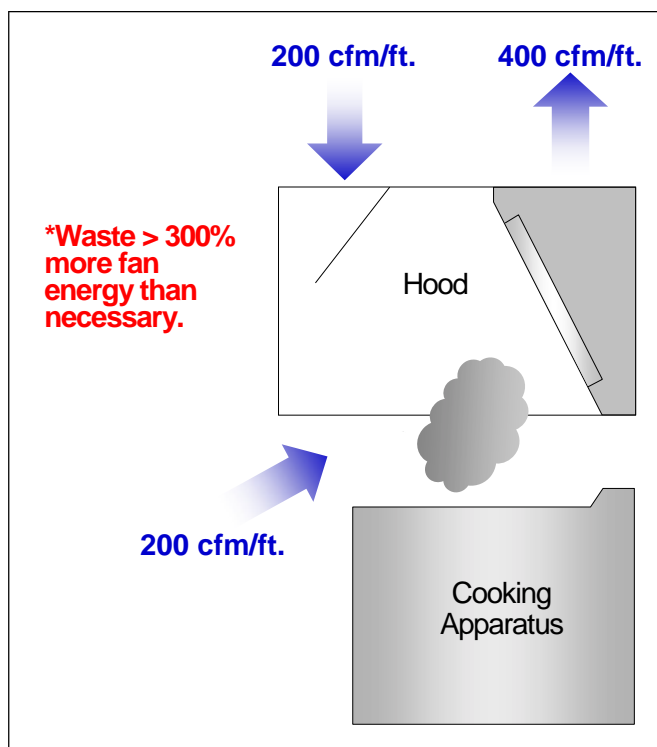 200 cfm/ft.
400 cfm/ft.
*Waste > 300%
more fan
energy than
necessary.
Hood
200 cfm/ft.
Cooking
Apparatus